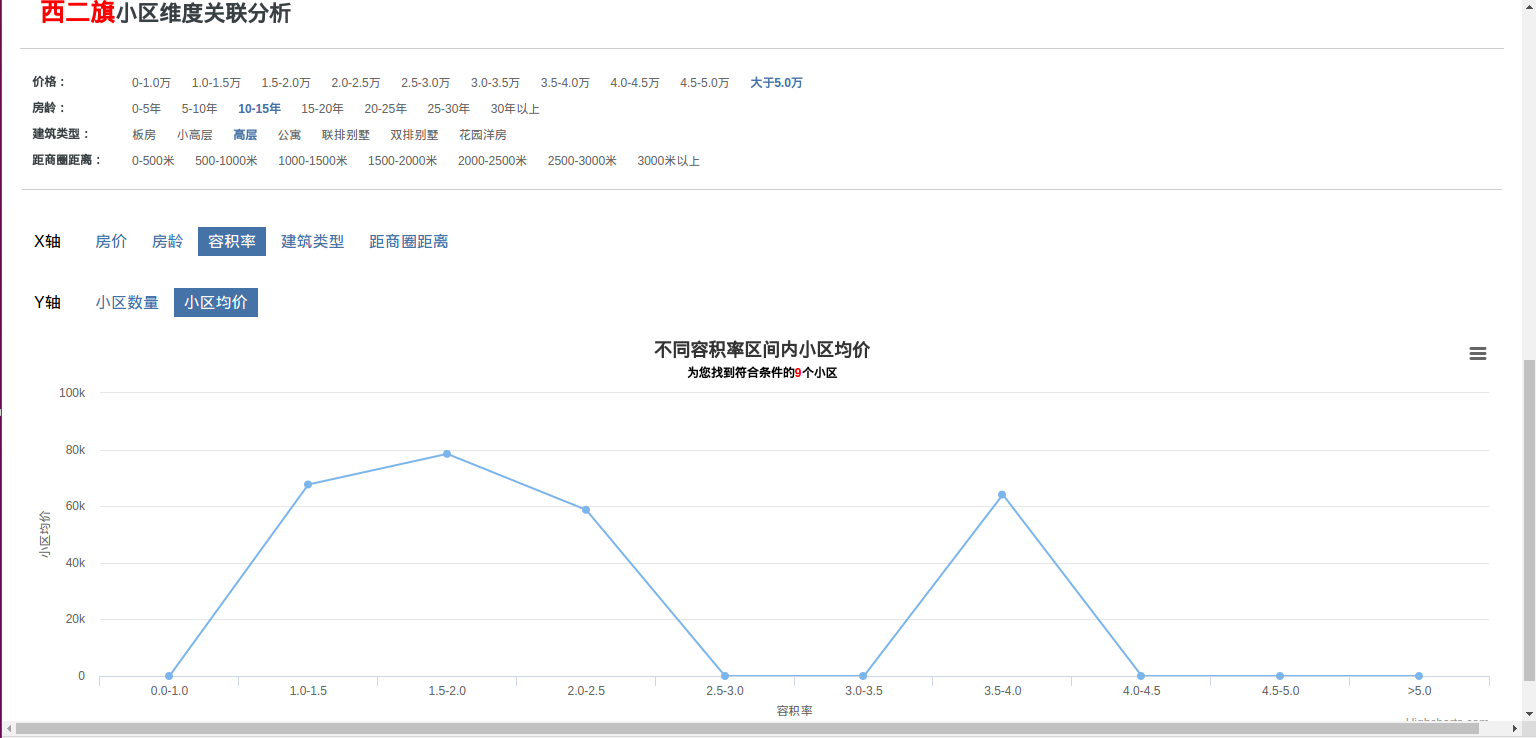 西二旗小区维度关联分析
价格： 0-1.0万 1.0-1.5万 1.5-2.0万 2.0-2.5万 2.5-3.0万 3.0-3.5万 3.5-4.0万 4.0-4.5万 4.5-5.0万 大于5.0万
房龄： 0-5年 5-10年 10-15年 15-20年 20-25年 25-30年 30年以上
建筑类型： 板房 小高层 高层 公寓 联排别墅 双排别墅 花园洋房
距商圈距离： 0-500米 500-1000米 1000-1500米 1500-2000米 2000-2500米 2500-3000米 3000米以上
X轴 房价 房龄 容积率 建筑类型 距商圈距离
Y轴 小区数量 小区均价
不同容积率区间内小区均价
为您找到符合条件的9个小区
100k
80k
60k
40k
20k
0
小区均价
0.0-1.0 1.0-1.5 1.5-2.0 2.0-2.5 2.5-3.0 3.0-3.5 3.5-4.0 4.0-4.5 4.5-5.0 >5.0
容积率
Highcharts.com